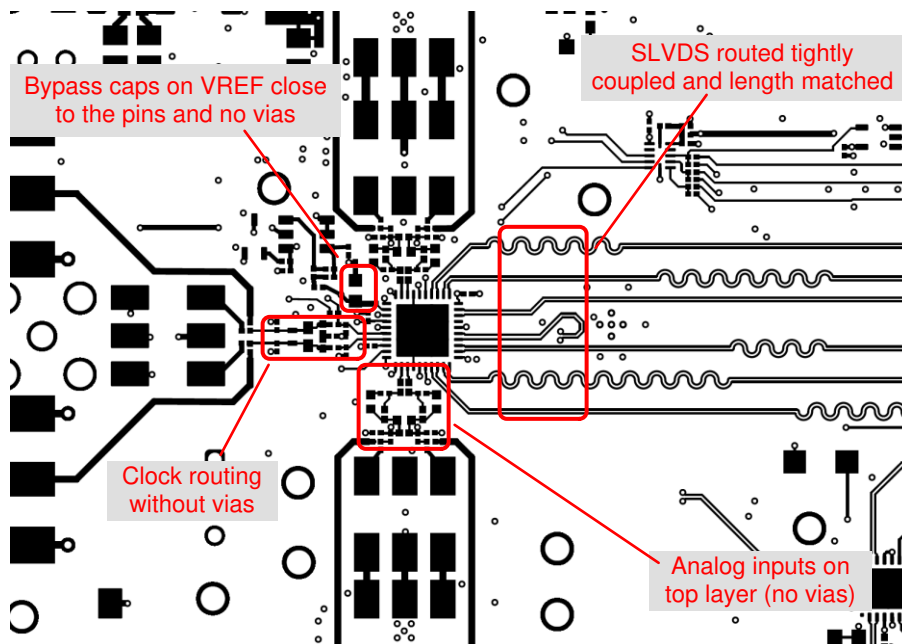 SLVDS routed tightly
coupled and length matched
Bypass caps on VREF close
to the pins and no vias
Clock routing
without vias
Analog inputs on
top layer (no vias)